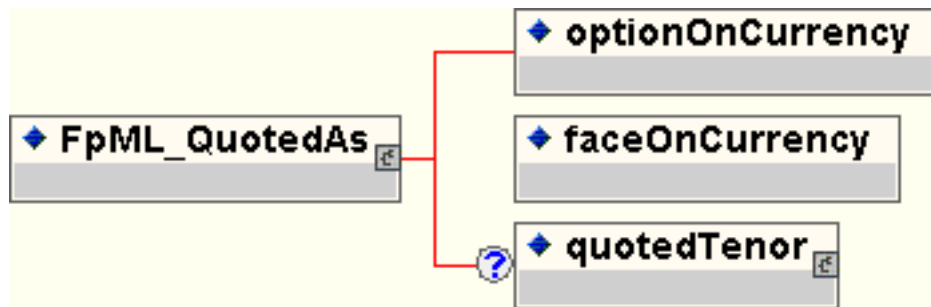 optionOnCurrency
FpML_QuotedAs
faceOnCurrency
?
quotedTenor